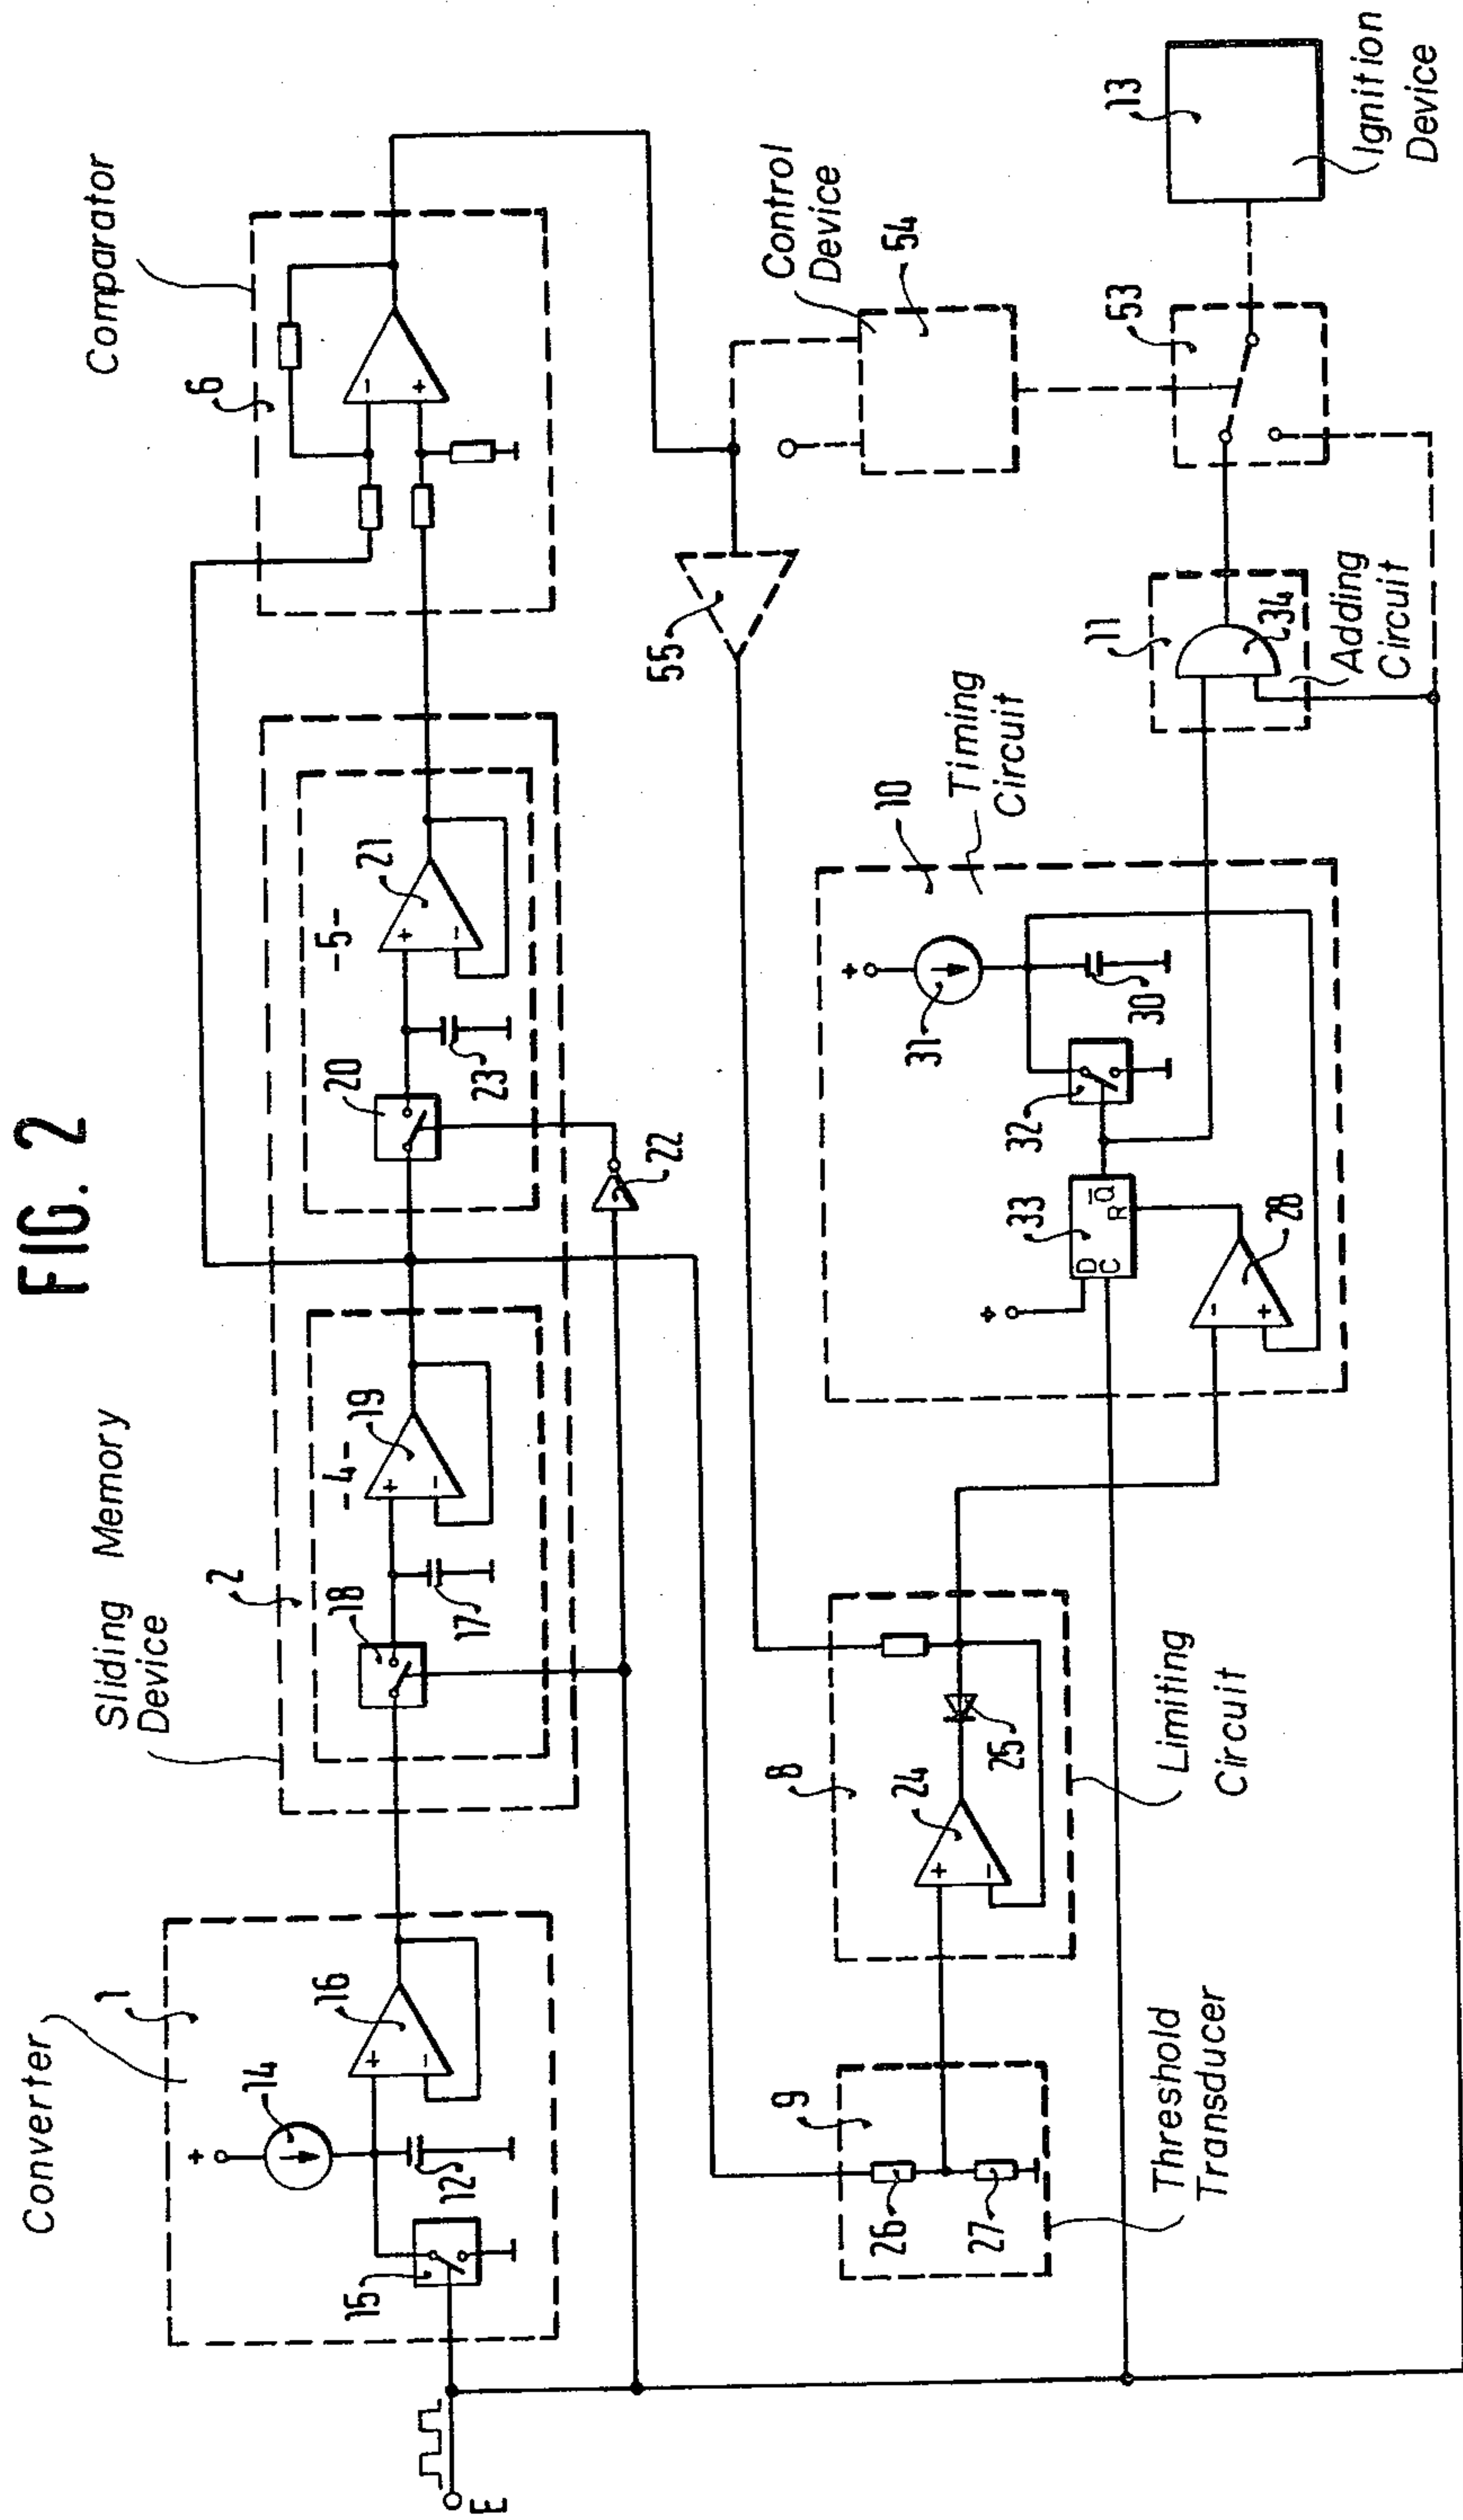 FIG. 2
Converter
1
14
+
15
12
16
+
-
E
Sliding Memory
Device
2
18
17
-4-
19
+
-
20
23
-5-
21
+
-
22
Comparator
6
-
+
Threshold
Transducer
9
26
27
8
24
+
-
25
Limiting
Circuit
55
Control
Device
54
10
Timing
Circuit
+
31
30
32
33
+
D
C
Q
R
28
-
+
11
34
Adding
Circuit
53
13
Ignition
Device